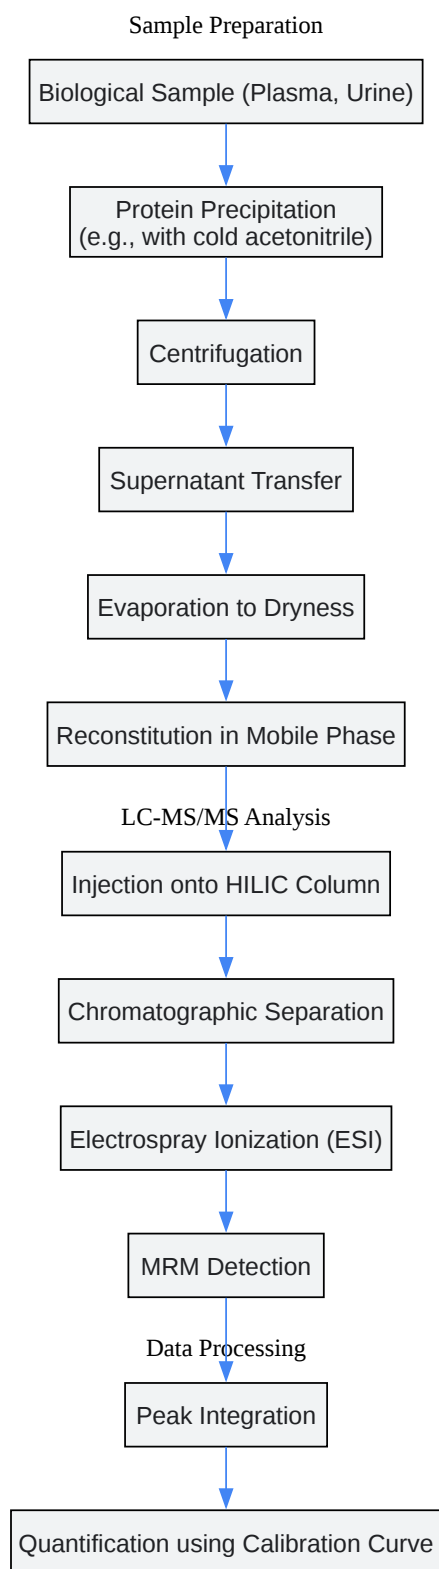 Sample Preparation
Biological Sample (Plasma, Urine)
Protein Precipitation
(e.g., with cold acetonitrile)
Centrifugation
Supernatant Transfer
Evaporation to Dryness
Reconstitution in Mobile Phase
LC-MS/MS Analysis
Injection onto HILIC Column
Chromatographic Separation
Electrospray Ionization (ESI)
MRM Detection
Data Processing
Peak Integration
Quantification using Calibration Curve